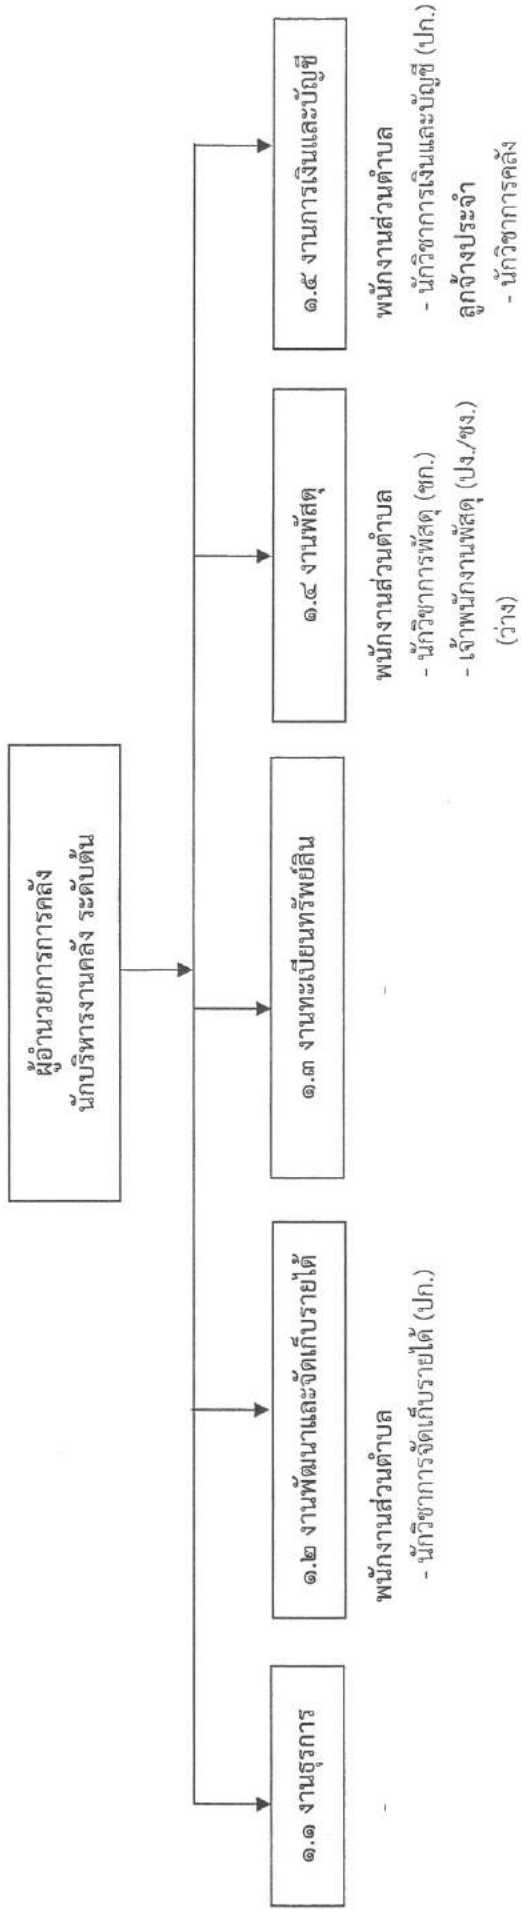 ผู้อำนวยการการคลัง
นักบริหารงานคลัง ระดับต้น
๑.๑ งานธุรการ
-
๑.๒ งานพัฒนาและจัดเก็บรายได้
พนักงานส่วนตำบล
- นักวิชาการจัดเก็บรายได้ (ปก.)
๑.๓ งานทะเบียนทรัพย์สิน
-
๑.๔ งานพัสดุ
พนักงานส่วนตำบล
- นักวิชาการพัสดุ (ชก.)
- เจ้าพนักงานพัสดุ (ปง./ชง.)
(ว่าง)
๑.๕ งานการเงินและบัญชี
พนักงานส่วนตำบล
- นักวิชาการเงินและบัญชี (ปก.)
ลูกจ้างประจำ
- นักวิชาการคลัง